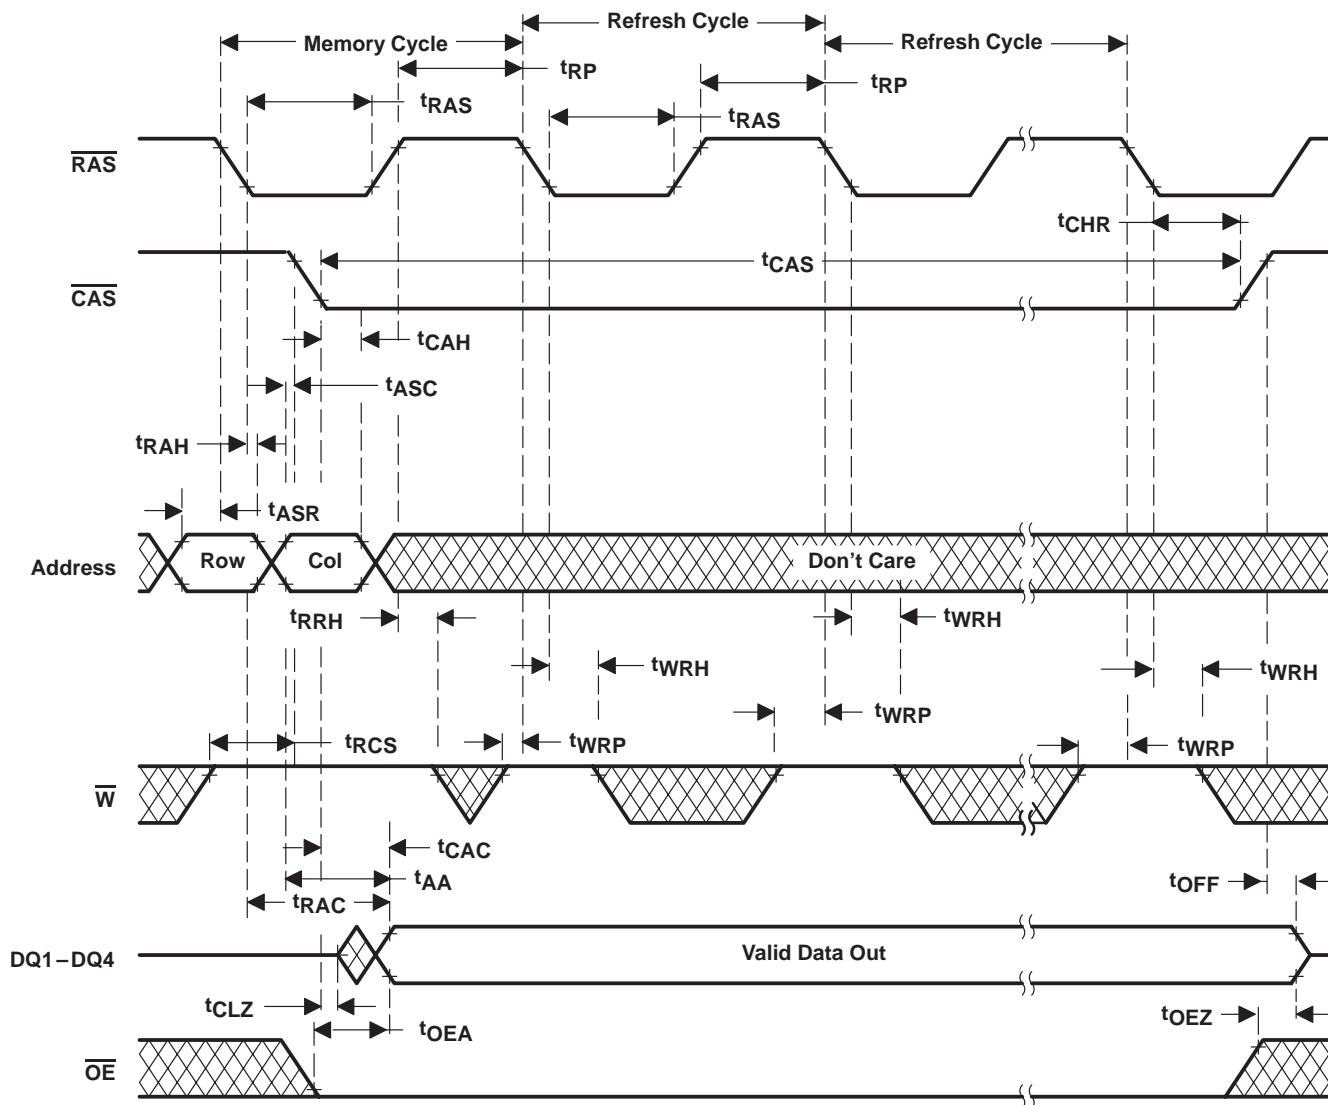 Refresh Cycle
Memory Cycle
Refresh Cycle
tRP
tRP
tRAS
tRAS
RAS
tCHR
tCAS
CAS
tCAH
tASC
tRAH
tASR
Address
Row
Col
Don't Care
tRRH
tWRH
tWRH
tWRH
tWRP
tRCS
tWRP
tWRP
W
tCAC
tAA
tOFF
tRAC
DQ1–DQ4
Valid Data Out
tCLZ
tOEA
tOEZ
OE